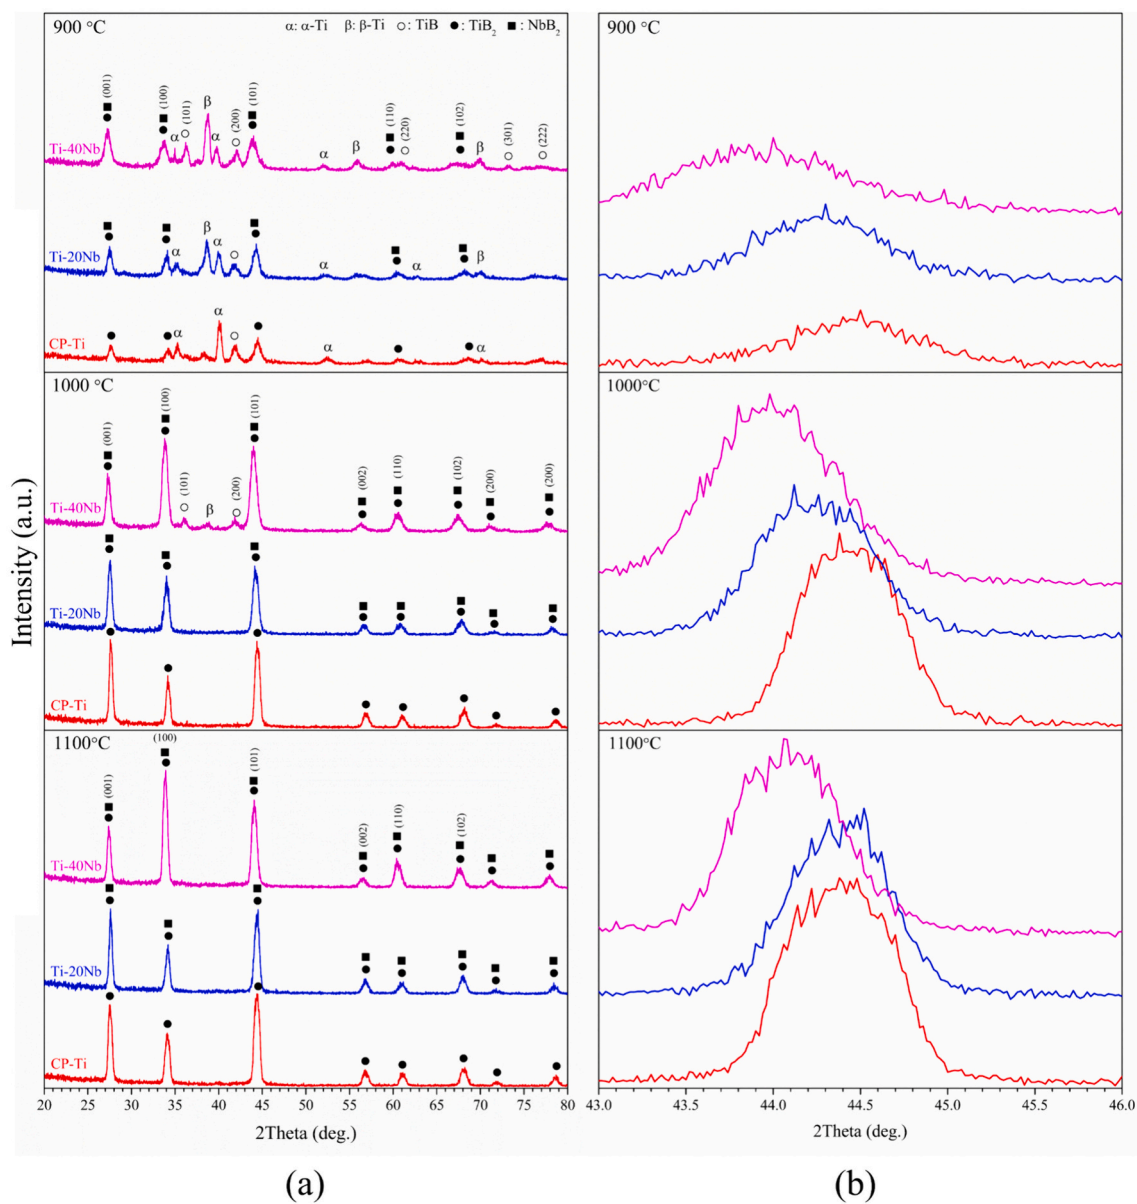 900 °C
α: α-Ti β: β-Ti ○: TiB ●: TiB₂ ■: NbB₂
(001)
(100)
α
(101)
β
α
(200)
(101)
α
β
(110)
(220)
(102)
β
(301)
(222)
Ti-40Nb
α
β
α
α
α
β
Ti-20Nb
α
α
α
α
CP-Ti
1000 °C
(001)
(100)
(101)
β
(200)
(101)
(002)
(110)
(102)
(200)
(200)
Ti-40Nb
Ti-20Nb
CP-Ti
1100°C
(001)
(100)
(101)
(002)
(110)
(102)
Ti-40Nb
Ti-20Nb
CP-Ti
Intensity (a.u.)
20 25 30 35 40 45 50 55 60 65 70 75 80
2Theta (deg.)
(a)
900 °C
1000°C
1100°C
43.0 43.5 44.0 44.5 45.0 45.5 46.0
2Theta (deg.)
(b)